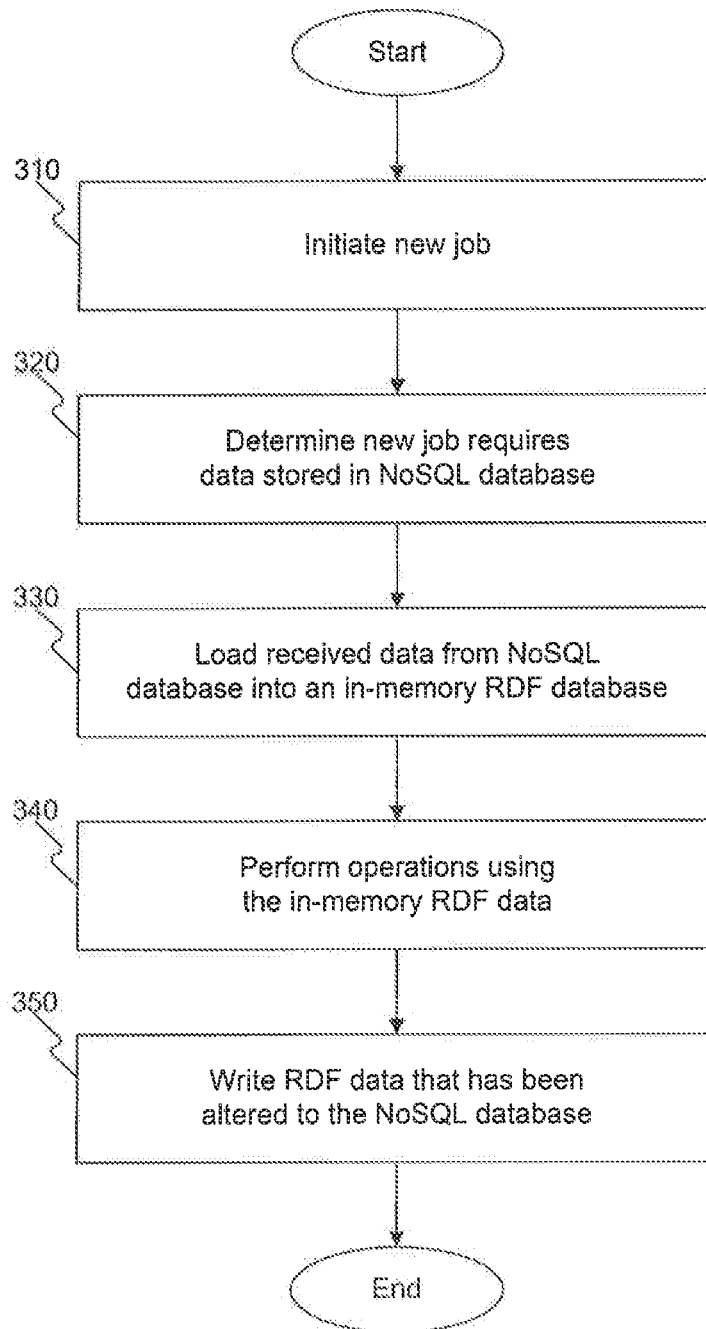 Start
310
Initiate new job
320
Determine new job requires
data stored in NoSQL database
330
Load received data from NoSQL
database into an in-memory RDF database
340
Perform operations using
the in-memory RDF data
350
Write RDF data that has been
altered to the NoSQL database
End